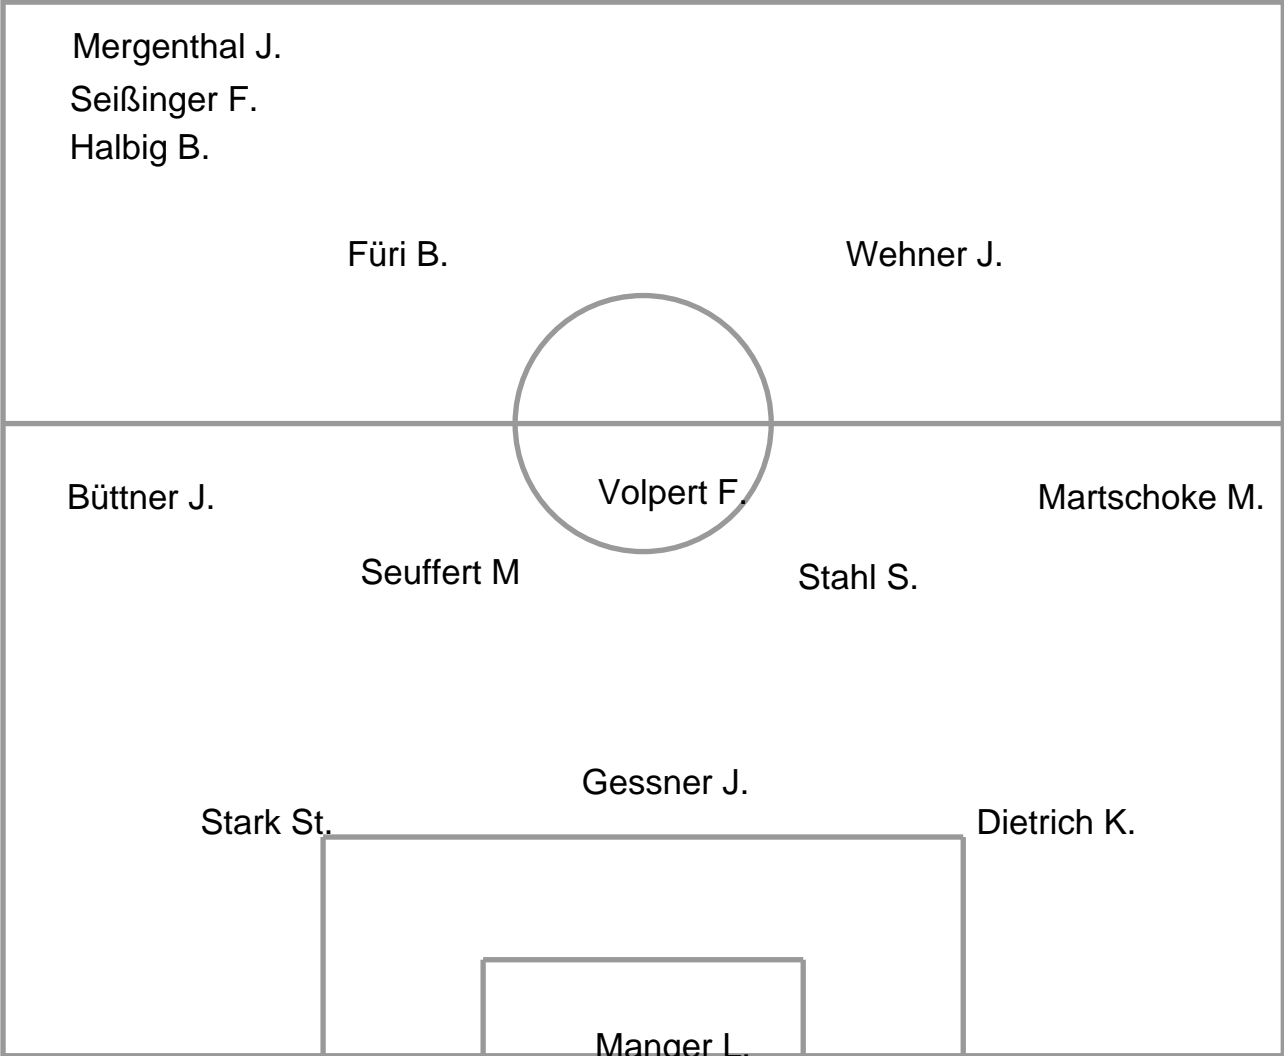 Mergenthal J.
Seißinger F.
Halbig B.
Füri B.
Wehner J.
Büttner J.
Volpert F.
Martschoke M.
Seuffert M
Stahl S.
Gessner J.
Stark St.
Dietrich K.
Manger L.